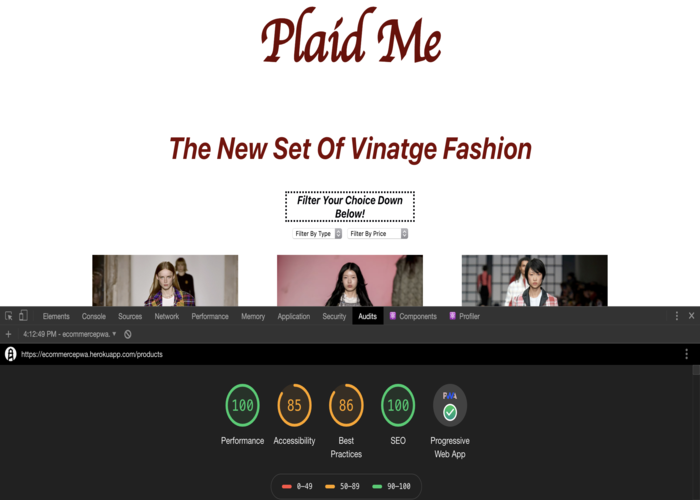 Plaid Me
The New Set Of Vinatge Fashion
Filter Your Choice Down
Below!
Filter By Type Filter By Price
Elements Console Sources Network Performance Memory Application Security Audits Components Profiler
4:12:49 PM - ecommercepwa.
https://ecommercepwa.herokuapp.com/products
100 85 86 100
Performance Accessibility Best Practices SEO Progressive Web App
0–49 50–89 90–100